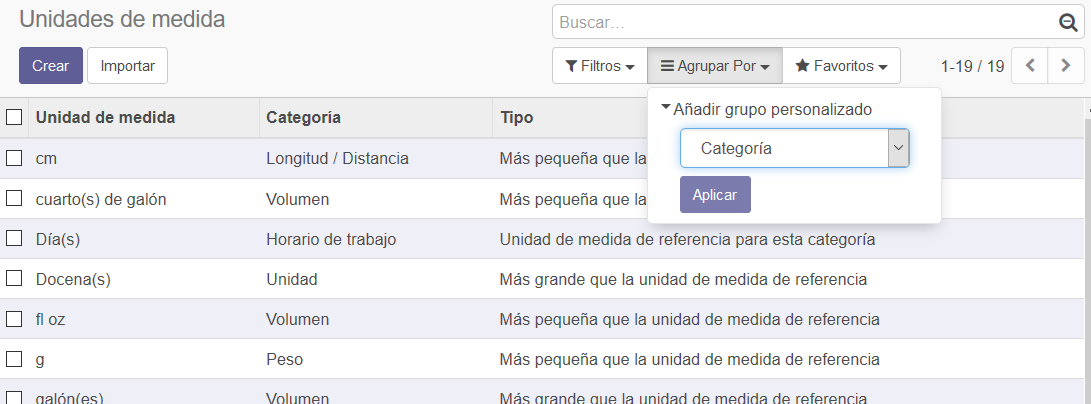 Unidades de medida
Buscar...
Crear Importar
Filtros Agrupar Por Favoritos 1-19 / 19
Añadir grupo personalizado
Categoría
Aplicar
Unidad de medida Categoría Tipo
cm Longitud / Distancia Más pequeña que la
cuarto(s) de galón Volumen Más pequeña que la
Día(s) Horario de trabajo Unidad de medida de referencia para esta categoría
Docena(s) Unidad Más grande que la unidad de medida de referencia
fl oz Volumen Más pequeña que la unidad de medida de referencia
g Peso Más pequeña que la unidad de medida de referencia
galón(es) Volumen Más grande que la unidad de medida de referencia